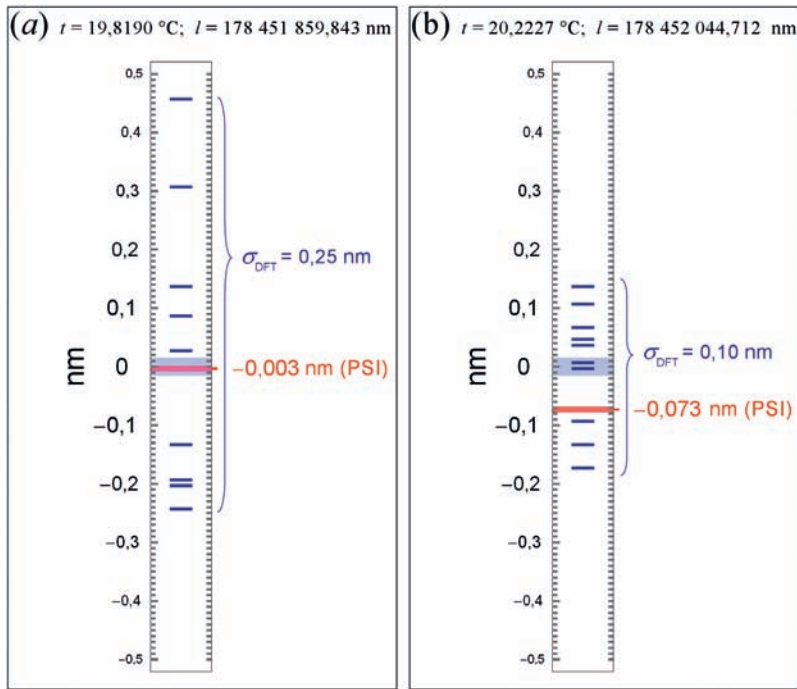 (a) t = 19,8190 °C; l = 178 451 859,843 nm
0,5
0,4
0,3
0,2
0,1
0
−0,1
−0,2
−0,3
−0,4
−0,5
nm
σDFT = 0,25 nm
−0,003 nm (PSI)
(b) t = 20,2227 °C; l = 178 452 044,712 nm
0,5
0,4
0,3
0,2
0,1
0
−0,1
−0,2
−0,3
−0,4
−0,5
nm
σDFT = 0,10 nm
−0,073 nm (PSI)